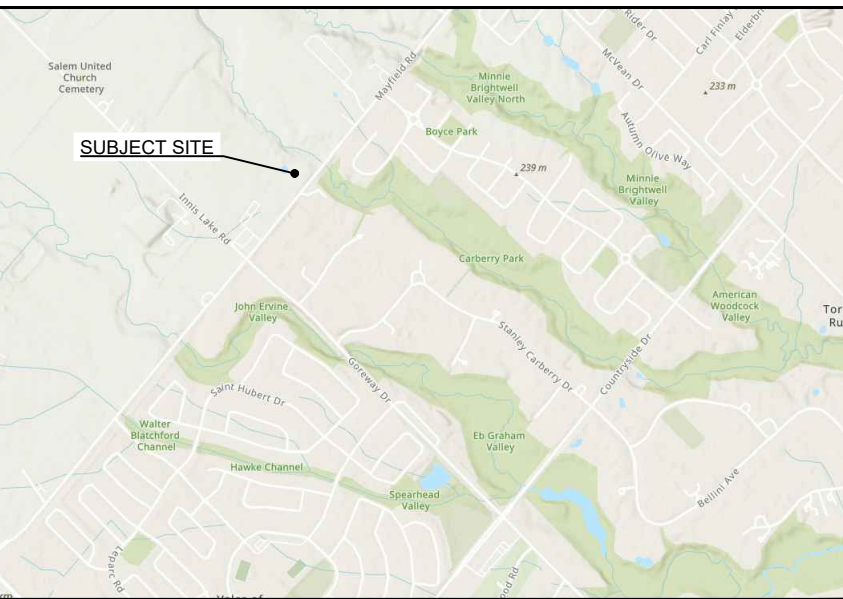 Salem United
Church
Cemetery
SUBJECT SITE
Mayfield Rd
Minnie
Brightwell
Valley North
Rider Dr
McVean Dr
Carl Finlay
233 m
Boyce Park
Autumn Olive Way
239 m
Minnie
Brightwell
Valley
Innis Lake Rd
Carberry Park
American
Woodcock
Valley
John Ervine
Valley
Stanley Carberry Dr
Countryside Dr
Goreway Dr
Saint Hubert Dr
Walter
Blatchford
Channel
Eb Graham
Valley
Hawke Channel
Spearhead
Valley
Bellini Ave
Leparc Rd